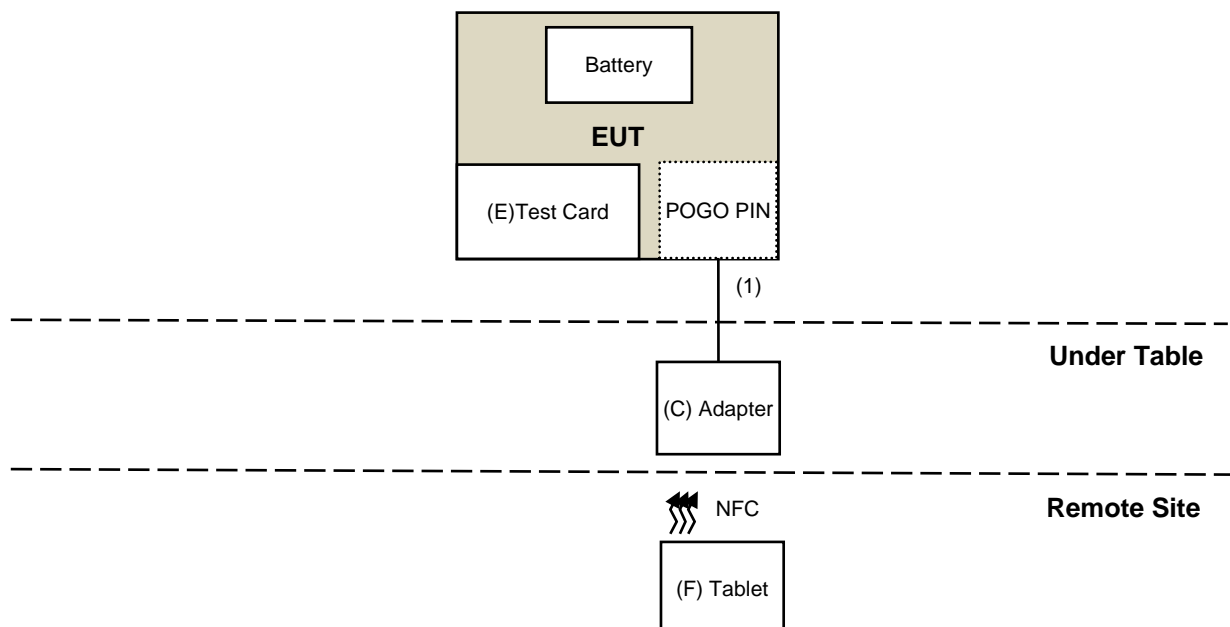 Battery
EUT
(E)Test Card
POGO PIN
(1)
Under Table
(C) Adapter
Remote Site
NFC
(F) Tablet